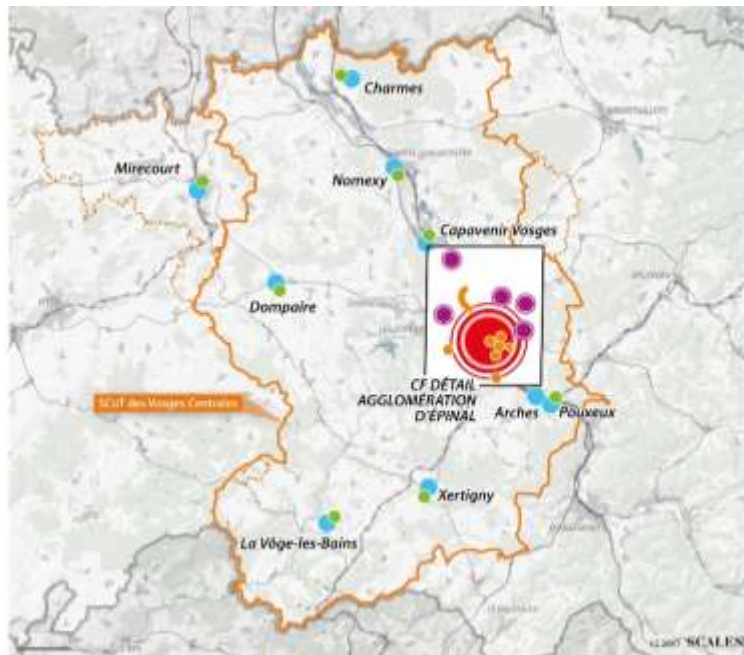 Charmes
Mirecourt
Nomexy
Capavenir Vosges
Dompaire
CF DÉTAIL
AGGLOMÉRATION
D'ÉPINAL
SCOT des Vosges Centrales
Arches
Pouxeux
Xertigny
La Vôge-les-Bains
'SCALES